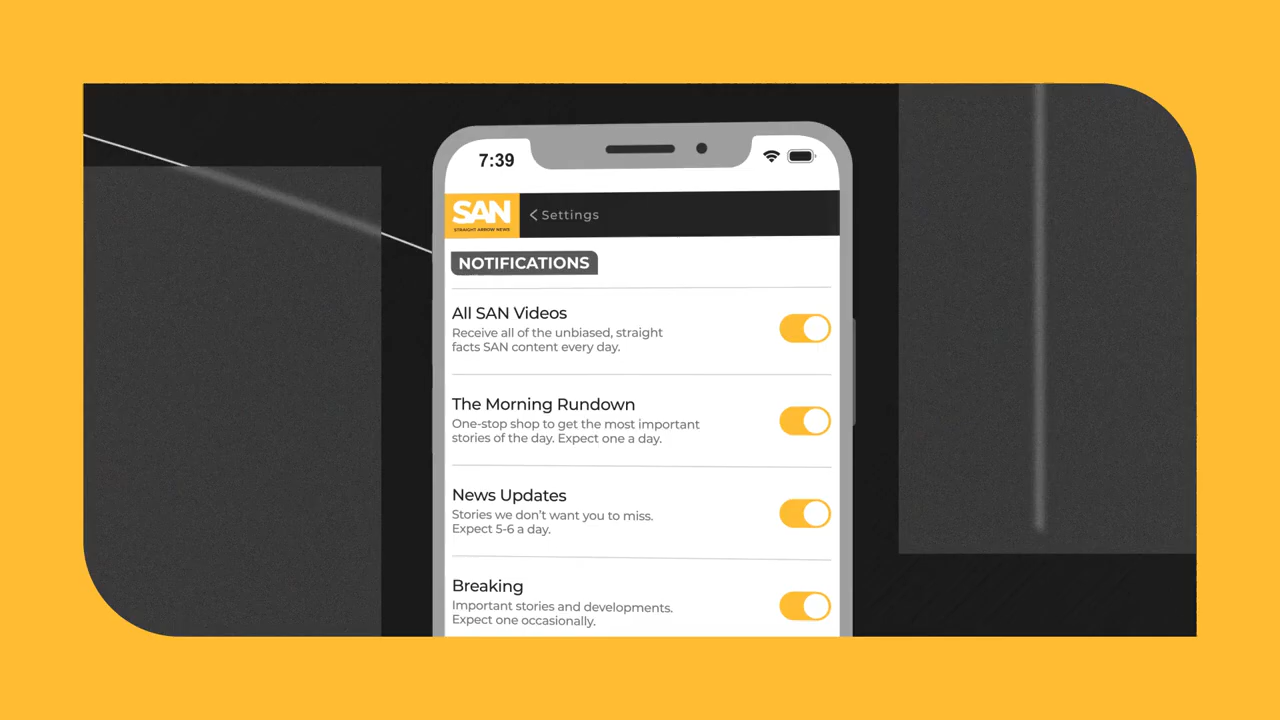 7:39
SAN
STRAIGHT ARROW NEWS
Settings
NOTIFICATIONS
All SAN Videos
Receive all of the unbiased, straight
facts SAN content every day.
The Morning Rundown
One-stop shop to get the most important
stories of the day. Expect one a day.
News Updates
Stories we don’t want you to miss.
Expect 5-6 a day.
Breaking
Important stories and developments.
Expect one occasionally.